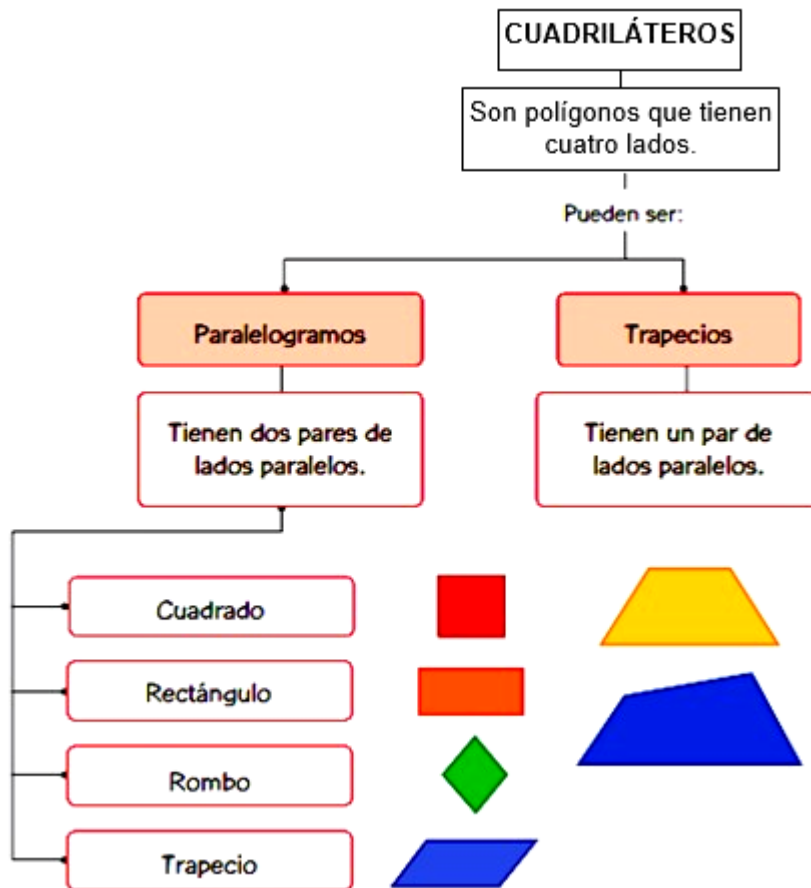 CUADRILÁTEROS
Son polígonos que tienen
cuatro lados.
Pueden ser:
Paralelogramos
Trapecios
Tienen dos pares de
lados paralelos.
Tienen un par de
lados paralelos.
Cuadrado
Rectángulo
Rombo
Trapecio